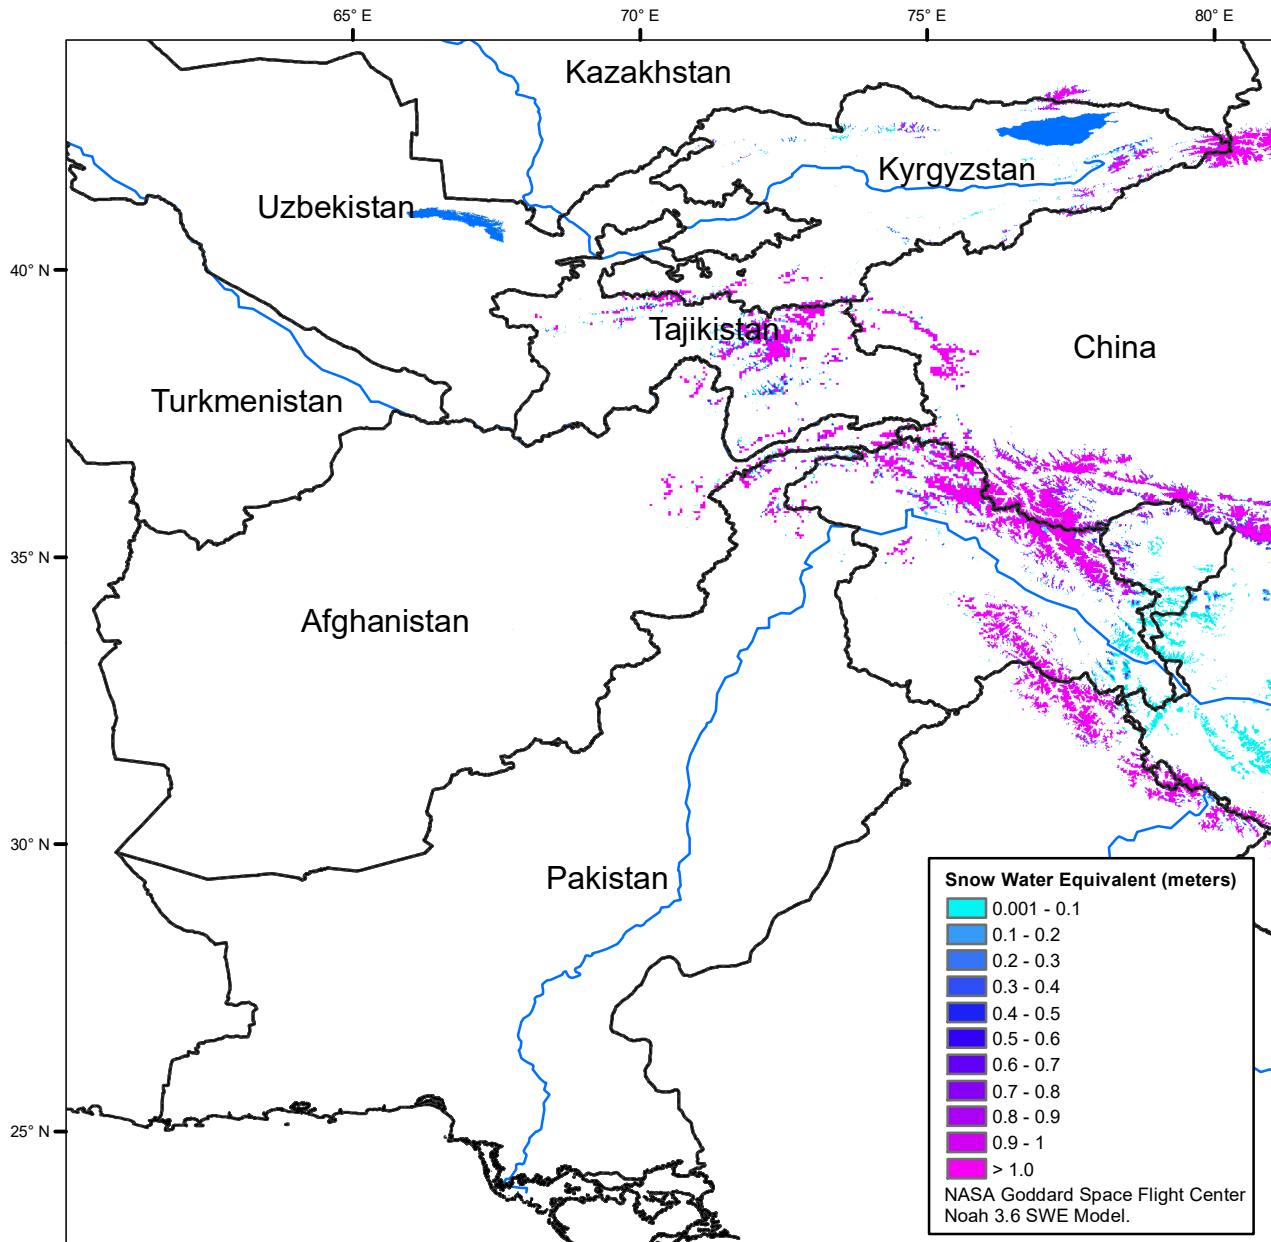 65° E
70° E
75° E
80° E
Kazakhstan
Kyrgyzstan
Uzbekistan
40° N
Tajikistan
China
Turkmenistan
35° N
Afghanistan
30° N
Pakistan
25° N
Snow Water Equivalent (meters)
0.001 - 0.1
0.1 - 0.2
0.2 - 0.3
0.3 - 0.4
0.4 - 0.5
0.5 - 0.6
0.6 - 0.7
0.7 - 0.8
0.8 - 0.9
0.9 - 1
> 1.0
NASA Goddard Space Flight Center
Noah 3.6 SWE Model.